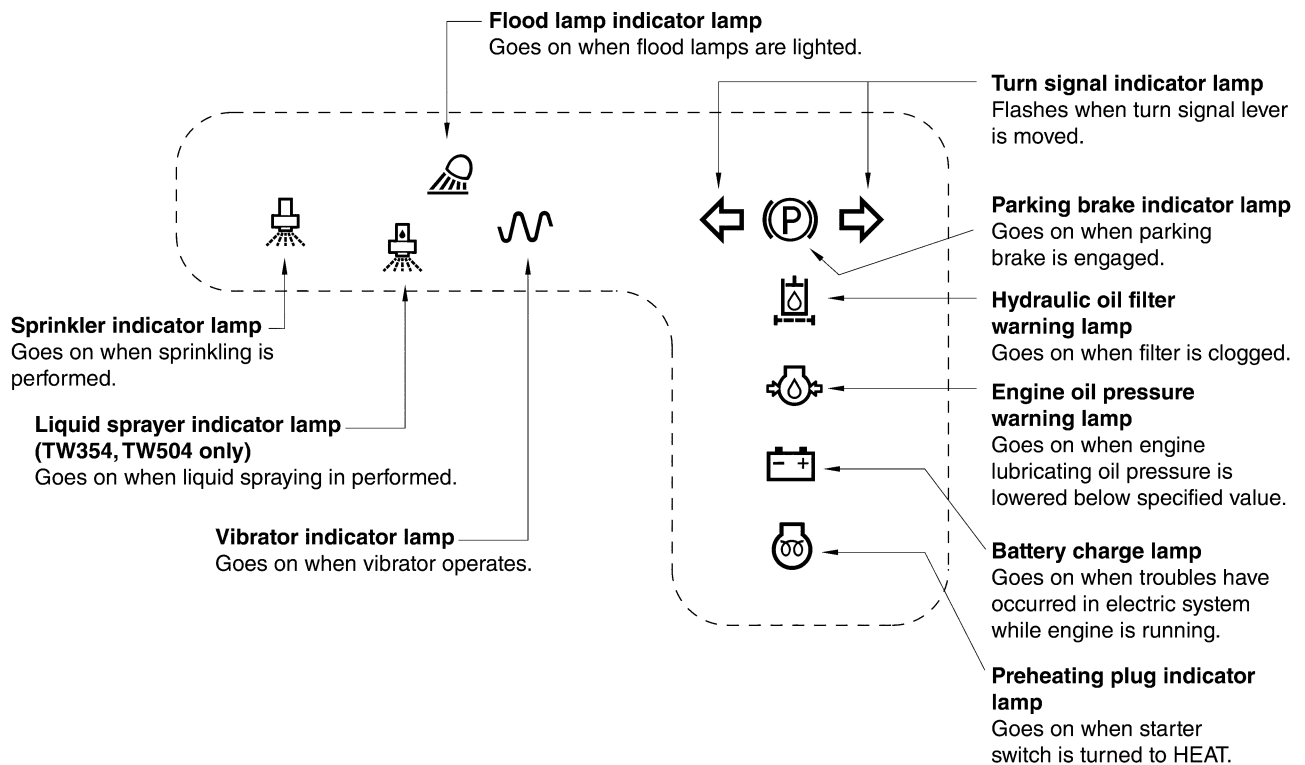 Flood lamp indicator lamp
Goes on when flood lamps are lighted.
Turn signal indicator lamp
Flashes when turn signal lever
is moved.
P
Parking brake indicator lamp
Goes on when parking
brake is engaged.
Hydraulic oil filter
warning lamp
Goes on when filter is clogged.
Sprinkler indicator lamp
Goes on when sprinkling is
performed.
Engine oil pressure
warning lamp
Goes on when engine
lubricating oil pressure is
lowered below specified value.
Liquid sprayer indicator lamp
(TW354, TW504 only)
Goes on when liquid spraying in performed.
− +
Vibrator indicator lamp
Goes on when vibrator operates.
Battery charge lamp
Goes on when troubles have
occurred in electric system
while engine is running.
Preheating plug indicator
lamp
Goes on when starter
switch is turned to HEAT.